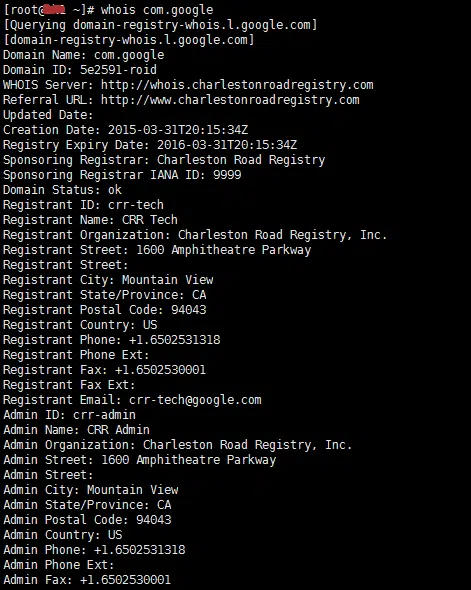 [root@ ~]# whois com.google
[Querying domain-registry-whois.l.google.com]
[domain-registry-whois.l.google.com]
Domain Name: com.google
Domain ID: 5e2591-roid
WHOIS Server: http://whois.charlestonroadregistry.com
Referral URL: http://www.charlestonroadregistry.com
Updated Date:
Creation Date: 2015-03-31T20:15:34Z
Registry Expiry Date: 2016-03-31T20:15:34Z
Sponsoring Registrar: Charleston Road Registry
Sponsoring Registrar IANA ID: 9999
Domain Status: ok
Registrant ID: crr-tech
Registrant Name: CRR Tech
Registrant Organization: Charleston Road Registry, Inc.
Registrant Street: 1600 Amphitheatre Parkway
Registrant Street:
Registrant City: Mountain View
Registrant State/Province: CA
Registrant Postal Code: 94043
Registrant Country: US
Registrant Phone: +1.6502531318
Registrant Phone Ext:
Registrant Fax: +1.6502530001
Registrant Fax Ext:
Registrant Email: crr-tech@google.com
Admin ID: crr-admin
Admin Name: CRR Admin
Admin Organization: Charleston Road Registry, Inc.
Admin Street: 1600 Amphitheatre Parkway
Admin Street:
Admin City: Mountain View
Admin State/Province: CA
Admin Postal Code: 94043
Admin Country: US
Admin Phone: +1.6502531318
Admin Phone Ext:
Admin Fax: +1.6502530001